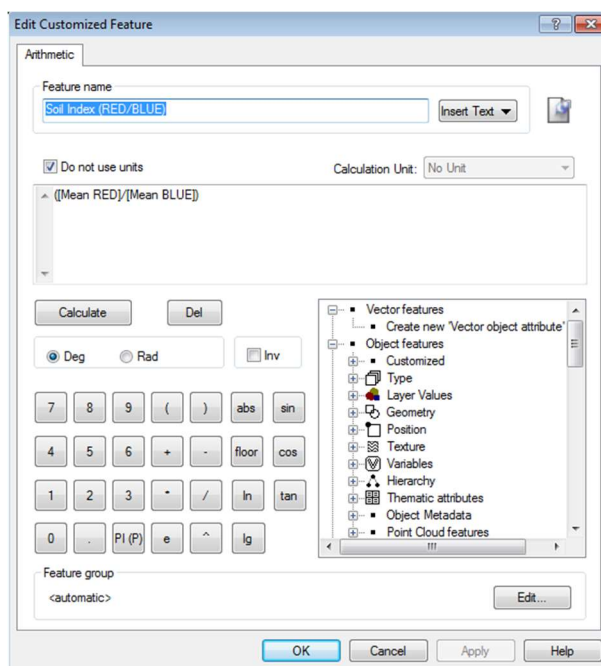 Edit Customized Feature
?
Arithmetic
Feature name
Soil Index (RED/BLUE)
Insert Text
Do not use units
Calculation Unit: No Unit
([Mean RED]/[Mean BLUE])
Calculate Del
Deg Rad Inv
7 8 9 ( ) abs sin
4 5 6 + - floor cos
1 2 3 * / ln tan
0 . PI (P) e ^ lg
Vector features
Create new 'Vector object attribute'
Object features
Customized
Type
Layer Values
Geometry
Position
Texture
Variables
Hierarchy
Thematic attributes
Object Metadata
Point Cloud features
Feature group
<automatic>
Edit...
OK Cancel Apply Help